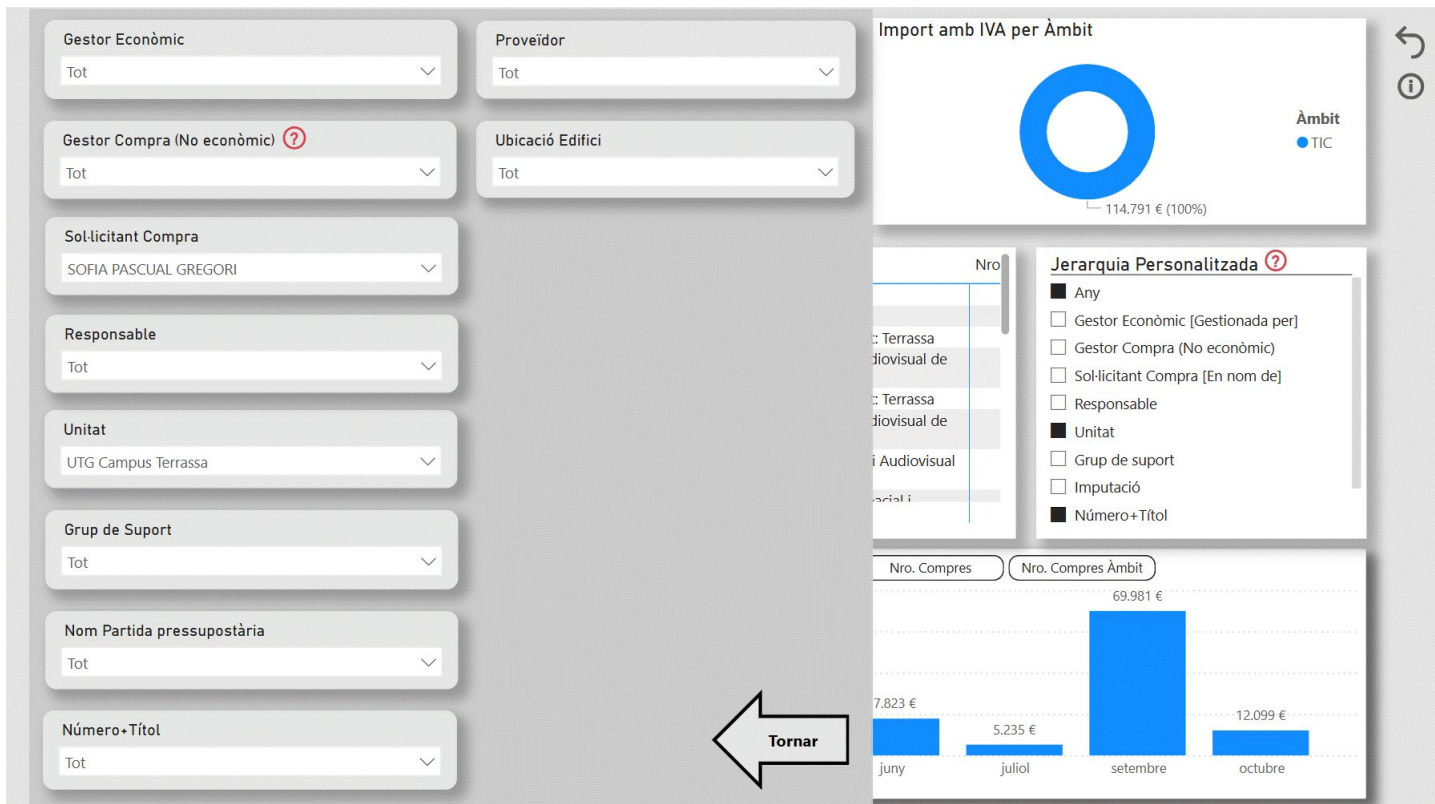 Gestor Econòmic
Tot
Gestor Compra (No econòmic) ?
Tot
Sol·licitant Compra
SOFIA PASCUAL GREGORI
Responsable
Tot
Unitat
UTG Campus Terrassa
Grup de Suport
Tot
Nom Partida pressupostària
Tot
Número+Títol
Tot
Proveïdor
Tot
Ubicació Edifici
Tot
Tornar
Import amb IVA per Àmbit
Àmbit
TIC
114.791 € (100%)
Nro
: Terrassa
diovisual de
: Terrassa
diovisual de
i Audiovisual
Jerarquia Personalitzada ?
Any
Gestor Econòmic [Gestionada per]
Gestor Compra (No econòmic)
Sol·licitant Compra [En nom de]
Responsable
Unitat
Grup de suport
Imputació
Número+Títol
Nro. Compres
Nro. Compres Àmbit
7.823 €
5.235 €
69.981 €
12.099 €
juny
juliol
setembre
octubre